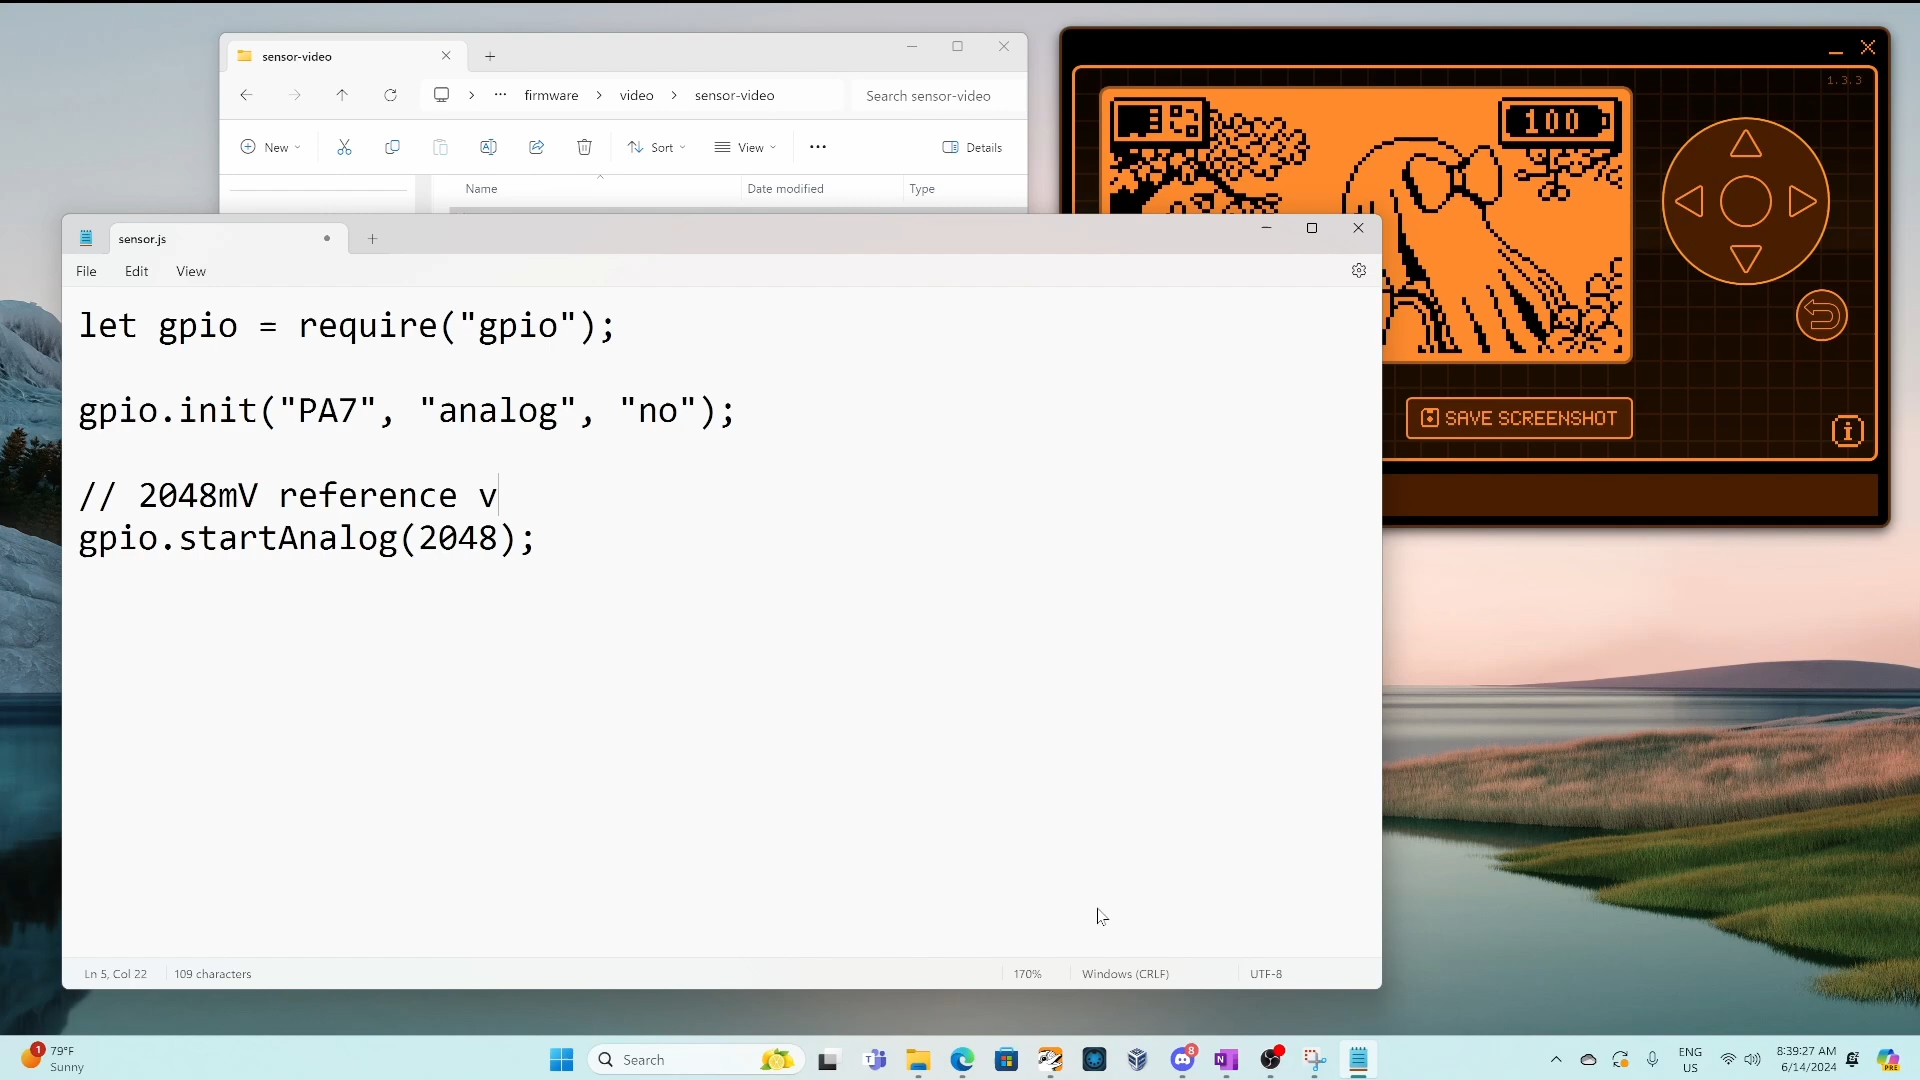 sensor-video
firmware > video > sensor-video
Search sensor-video
New
Sort
View
Details
Name
Date modified
Type
1.3.3
100
SAVE SCREENSHOT
sensor.js
File
Edit
View
let gpio = require("gpio");
gpio.init("PA7", "analog", "no");
// 2048mV reference v
gpio.startAnalog(2048);
Ln 5, Col 22
109 characters
170%
Windows (CRLF)
UTF-8
1
79°F
Sunny
Search
8
ENG
US
8:39:27 AM
6/14/2024
PRE